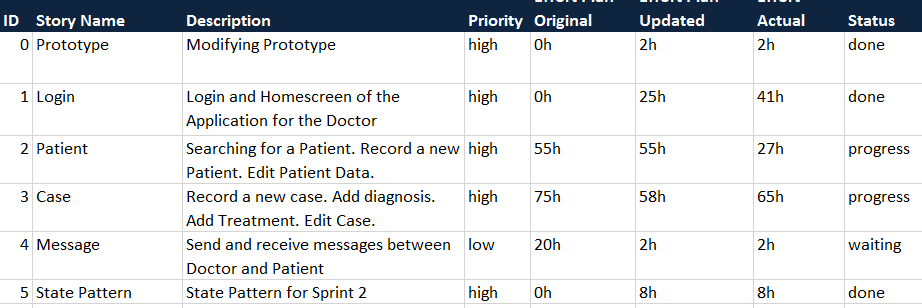 ID Story Name Description Priority Original Updated Actual Status
0 Prototype Modifying Prototype high 0h 2h 2h done
1 Login Login and Homescreen of the high 0h 25h 41h done
Application for the Doctor
2 Patient Searching for a Patient. Record a new high 55h 55h 27h progress
Patient. Edit Patient Data.
3 Case Record a new case. Add diagnosis. high 75h 58h 65h progress
Add Treatment. Edit Case.
4 Message Send and receive messages between low 20h 2h 2h waiting
Doctor and Patient
5 State Pattern State Pattern for Sprint 2 high 0h 8h 8h done